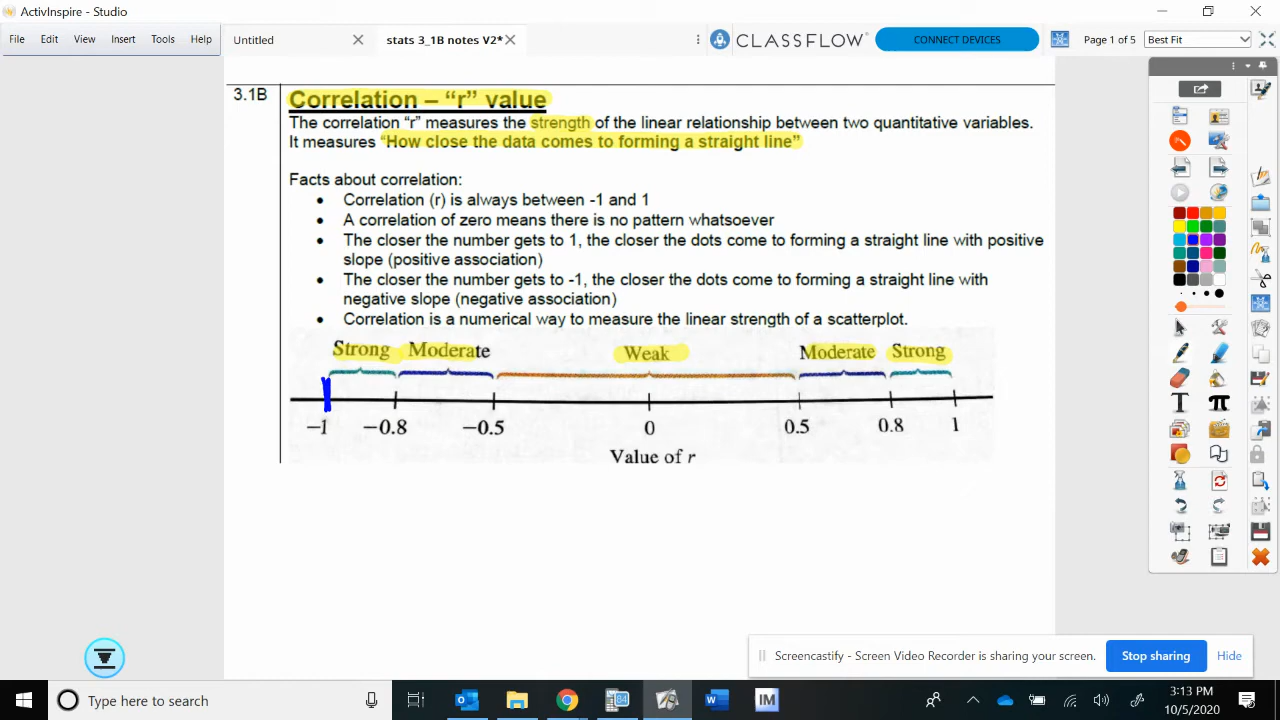 ActivInspire - Studio
File Edit View Insert Tools Help
Untitled
stats 3_1B notes V2*
CLASSFLOW
CONNECT DEVICES
Page 1 of 5
Best Fit
3.1B
Correlation – “r” value
The correlation “r” measures the strength of the linear relationship between two quantitative variables.
It measures “How close the data comes to forming a straight line”
Facts about correlation:
• Correlation (r) is always between -1 and 1
• A correlation of zero means there is no pattern whatsoever
• The closer the number gets to 1, the closer the dots come to forming a straight line with positive
slope (positive association)
• The closer the number gets to -1, the closer the dots come to forming a straight line with
negative slope (negative association)
• Correlation is a numerical way to measure the linear strength of a scatterplot.
Strong Moderate Weak Moderate Strong
−1 −0.8 −0.5 0 0.5 0.8 1
Value of r
Screencastify - Screen Video Recorder is sharing your screen.
Stop sharing
Hide
Type here to search
IM
3:13 PM
10/5/2020